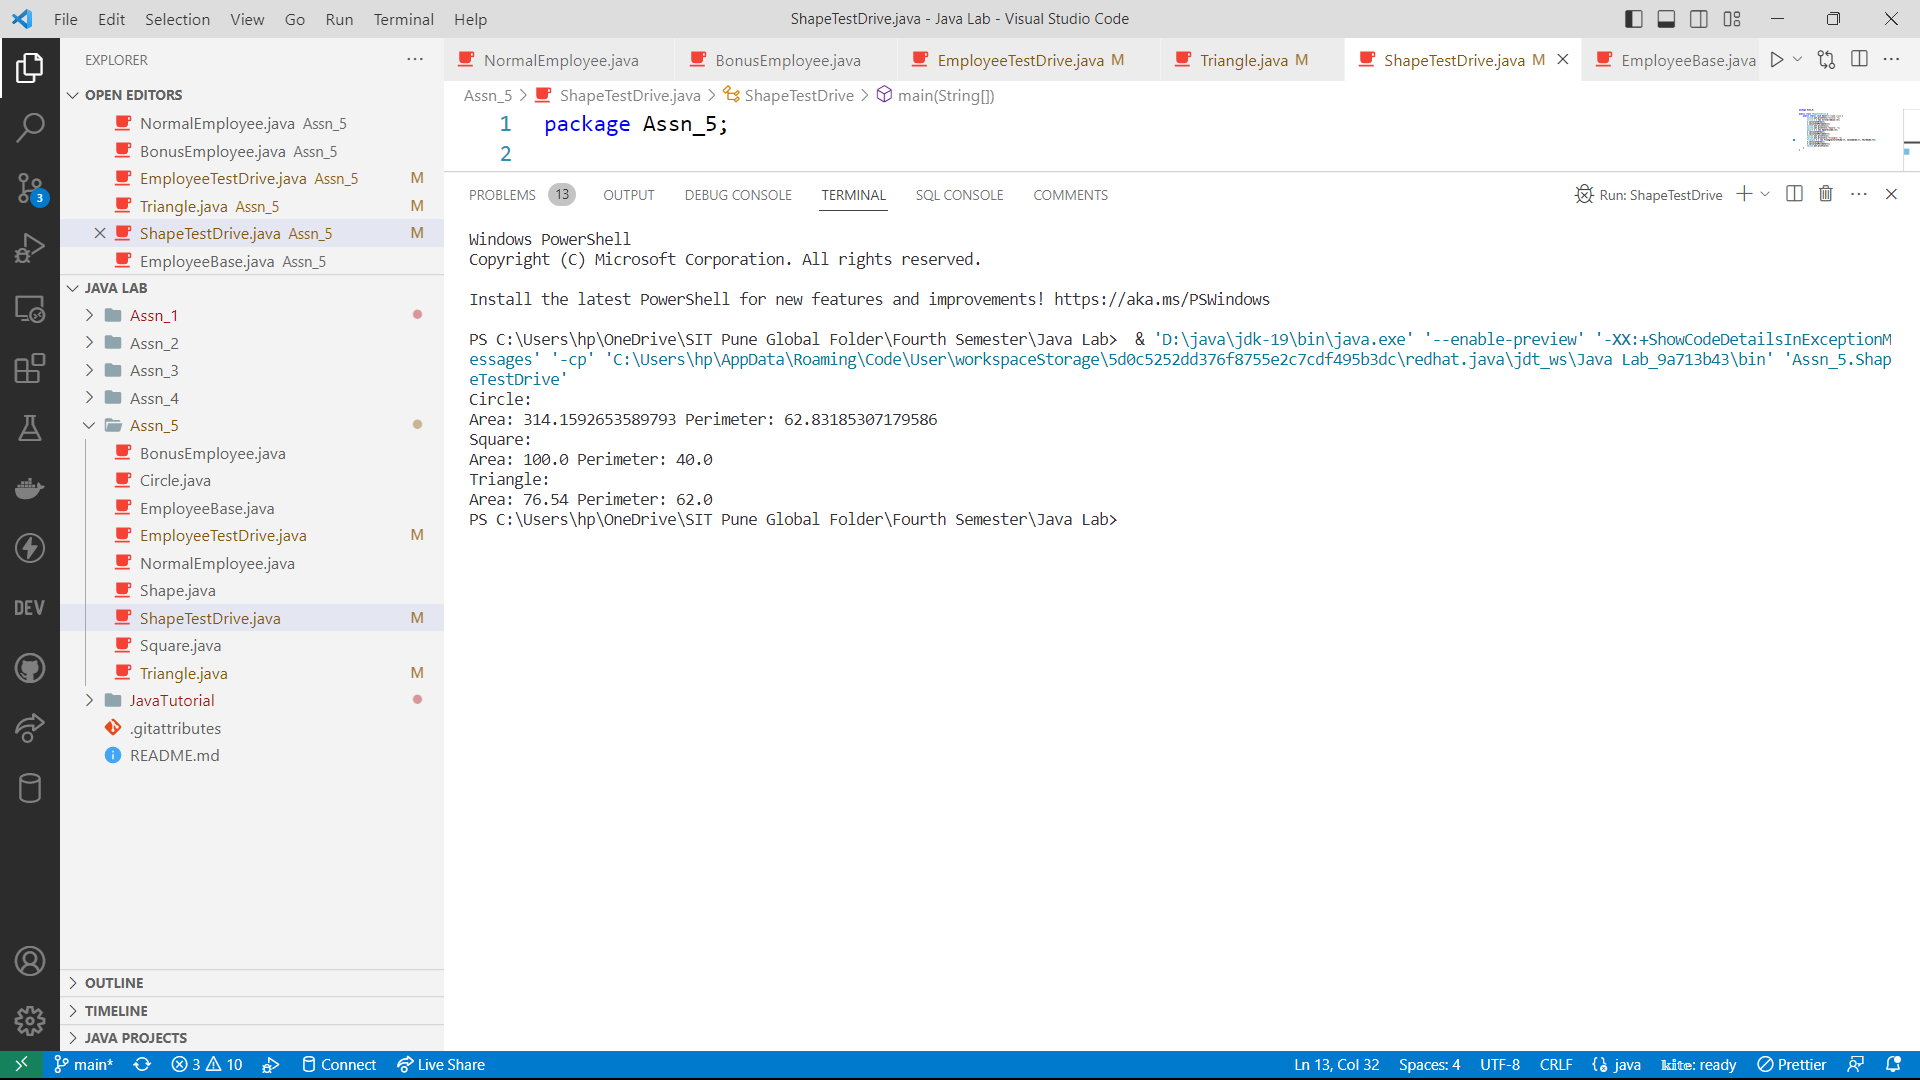 File Edit Selection View Go Run Terminal Help
ShapeTestDrive.java - Java Lab - Visual Studio Code
EXPLORER
OPEN EDITORS
NormalEmployee.java Assn_5
BonusEmployee.java Assn_5
EmployeeTestDrive.java Assn_5 M
Triangle.java Assn_5 M
ShapeTestDrive.java Assn_5 M
EmployeeBase.java Assn_5
JAVA LAB
Assn_1
Assn_2
Assn_3
Assn_4
Assn_5
BonusEmployee.java
Circle.java
EmployeeBase.java
EmployeeTestDrive.java M
NormalEmployee.java
Shape.java
ShapeTestDrive.java M
Square.java
Triangle.java M
JavaTutorial
.gitattributes
README.md
OUTLINE
TIMELINE
JAVA PROJECTS
3
DEV
NormalEmployee.java BonusEmployee.java EmployeeTestDrive.java M Triangle.java M ShapeTestDrive.java M EmployeeBase.java
Assn_5 > ShapeTestDrive.java > ShapeTestDrive > main(String[])
1 package Assn_5;
2
PROBLEMS 13 OUTPUT DEBUG CONSOLE TERMINAL SQL CONSOLE COMMENTS
Run: ShapeTestDrive
Windows PowerShell
Copyright (C) Microsoft Corporation. All rights reserved.
Install the latest PowerShell for new features and improvements! https://aka.ms/PSWindows
PS C:\Users\hp\OneDrive\SIT Pune Global Folder\Fourth Semester\Java Lab>  & 'D:\java\jdk-19\bin\java.exe' '--enable-preview' '-XX:+ShowCodeDetailsInExceptionM
essages' '-cp' 'C:\Users\hp\AppData\Roaming\Code\User\workspaceStorage\5d0c5252dd376f8755e2c7cdf495b3dc\redhat.java\jdt_ws\Java Lab_9a713b43\bin' 'Assn_5.Shap
eTestDrive'
Circle:
Area: 314.1592653589793 Perimeter: 62.83185307179586
Square:
Area: 100.0 Perimeter: 40.0
Triangle:
Area: 76.54 Perimeter: 62.0
PS C:\Users\hp\OneDrive\SIT Pune Global Folder\Fourth Semester\Java Lab>
main* 3 10 Connect Live Share
Ln 13, Col 32 Spaces: 4 UTF-8 CRLF {} java kite: ready Prettier